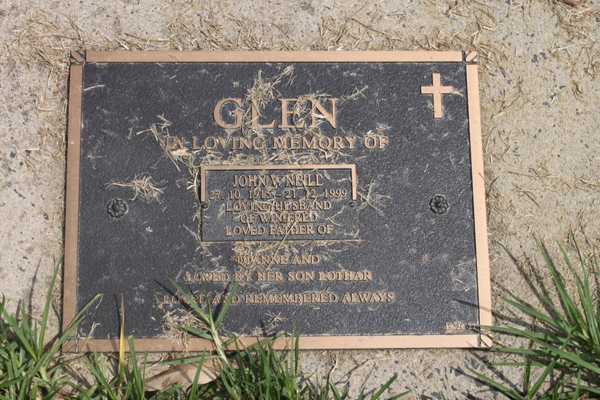 GLEN
IN LOVING MEMORY OF
JOHN V. NEILL
27. 10. 1915 - 21. 12. 1999
LOVING HUSBAND
OF WINIFRED
LOVED FATHER OF
AND
LOVED BY HER SON LOTHAR
LOVED AND REMEMBERED ALWAYS